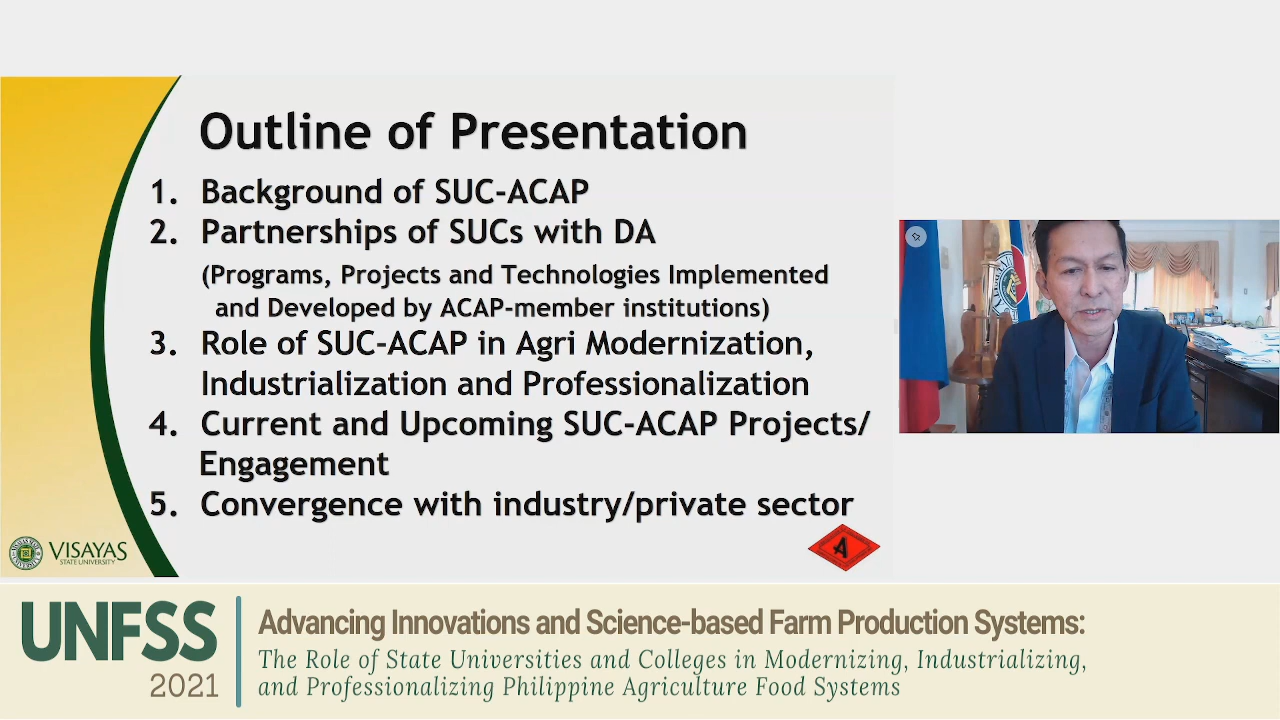 Outline of Presentation
1. Background of SUC-ACAP
2. Partnerships of SUCs with DA
(Programs, Projects and Technologies Implemented
and Developed by ACAP-member institutions)
3. Role of SUC-ACAP in Agri Modernization,
Industrialization and Professionalization
4. Current and Upcoming SUC-ACAP Projects/
Engagement
5. Convergence with industry/private sector
VISAYAS
STATE UNIVERSITY
A
UNFSS
2021
Advancing Innovations and Science-based Farm Production Systems:
The Role of State Universities and Colleges in Modernizing, Industrializing,
and Professionalizing Philippine Agriculture Food Systems